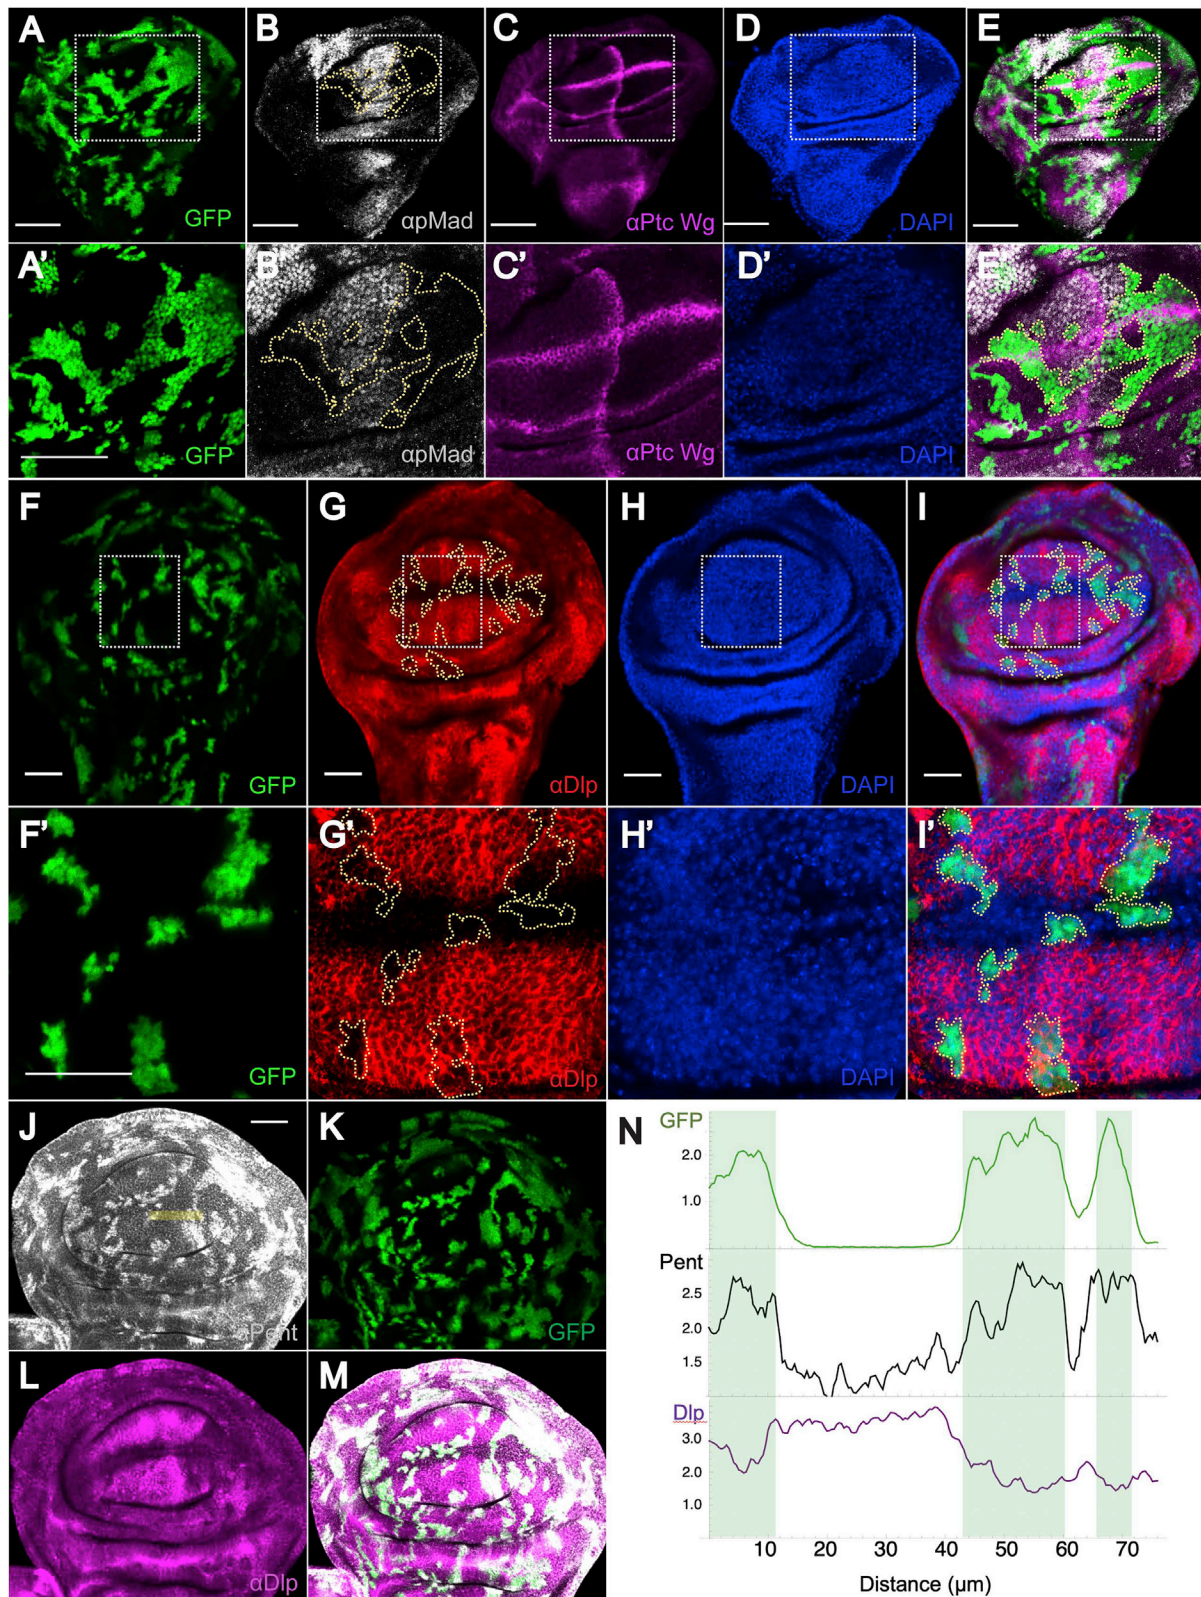 A B C D E
GFP αpMad αPtc Wg DAPI
A' B' C' D' E'
GFP αpMad αPtc Wg DAPI
F G H I
GFP αDlp DAPI
F' G' H' I'
GFP αDlp DAPI
J K
αPent GFP
L M
αDlp
N
GFP
2.0
1.0
Pent
2.5
2.0
1.5
Dlp
3.0
2.0
1.0
10 20 30 40 50 60 70
Distance (μm)